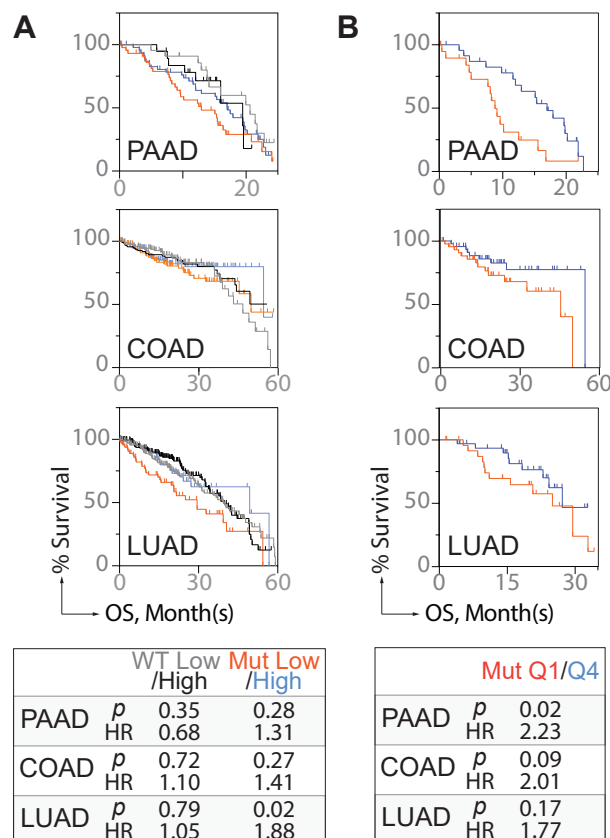 A
B
100
50
0
PAAD
0
10
20
100
50
0
PAAD
0
10
20
100
50
0
COAD
0
30
60
100
50
0
COAD
0
30
60
100
50
0
LUAD
0
30
60
100
50
0
LUAD
15
30
% Survival
OS, Month(s)
% Survival
OS, Month(s)
WT Low Mut Low
/High /High
PAAD p 0.35 0.28
HR 0.68 1.31
COAD p 0.72 0.27
HR 1.10 1.41
LUAD p 0.79 0.02
HR 1.05 1.88
Mut Q1/Q4
PAAD p 0.02
HR 2.23
COAD p 0.09
HR 2.01
LUAD p 0.17
HR 1.77